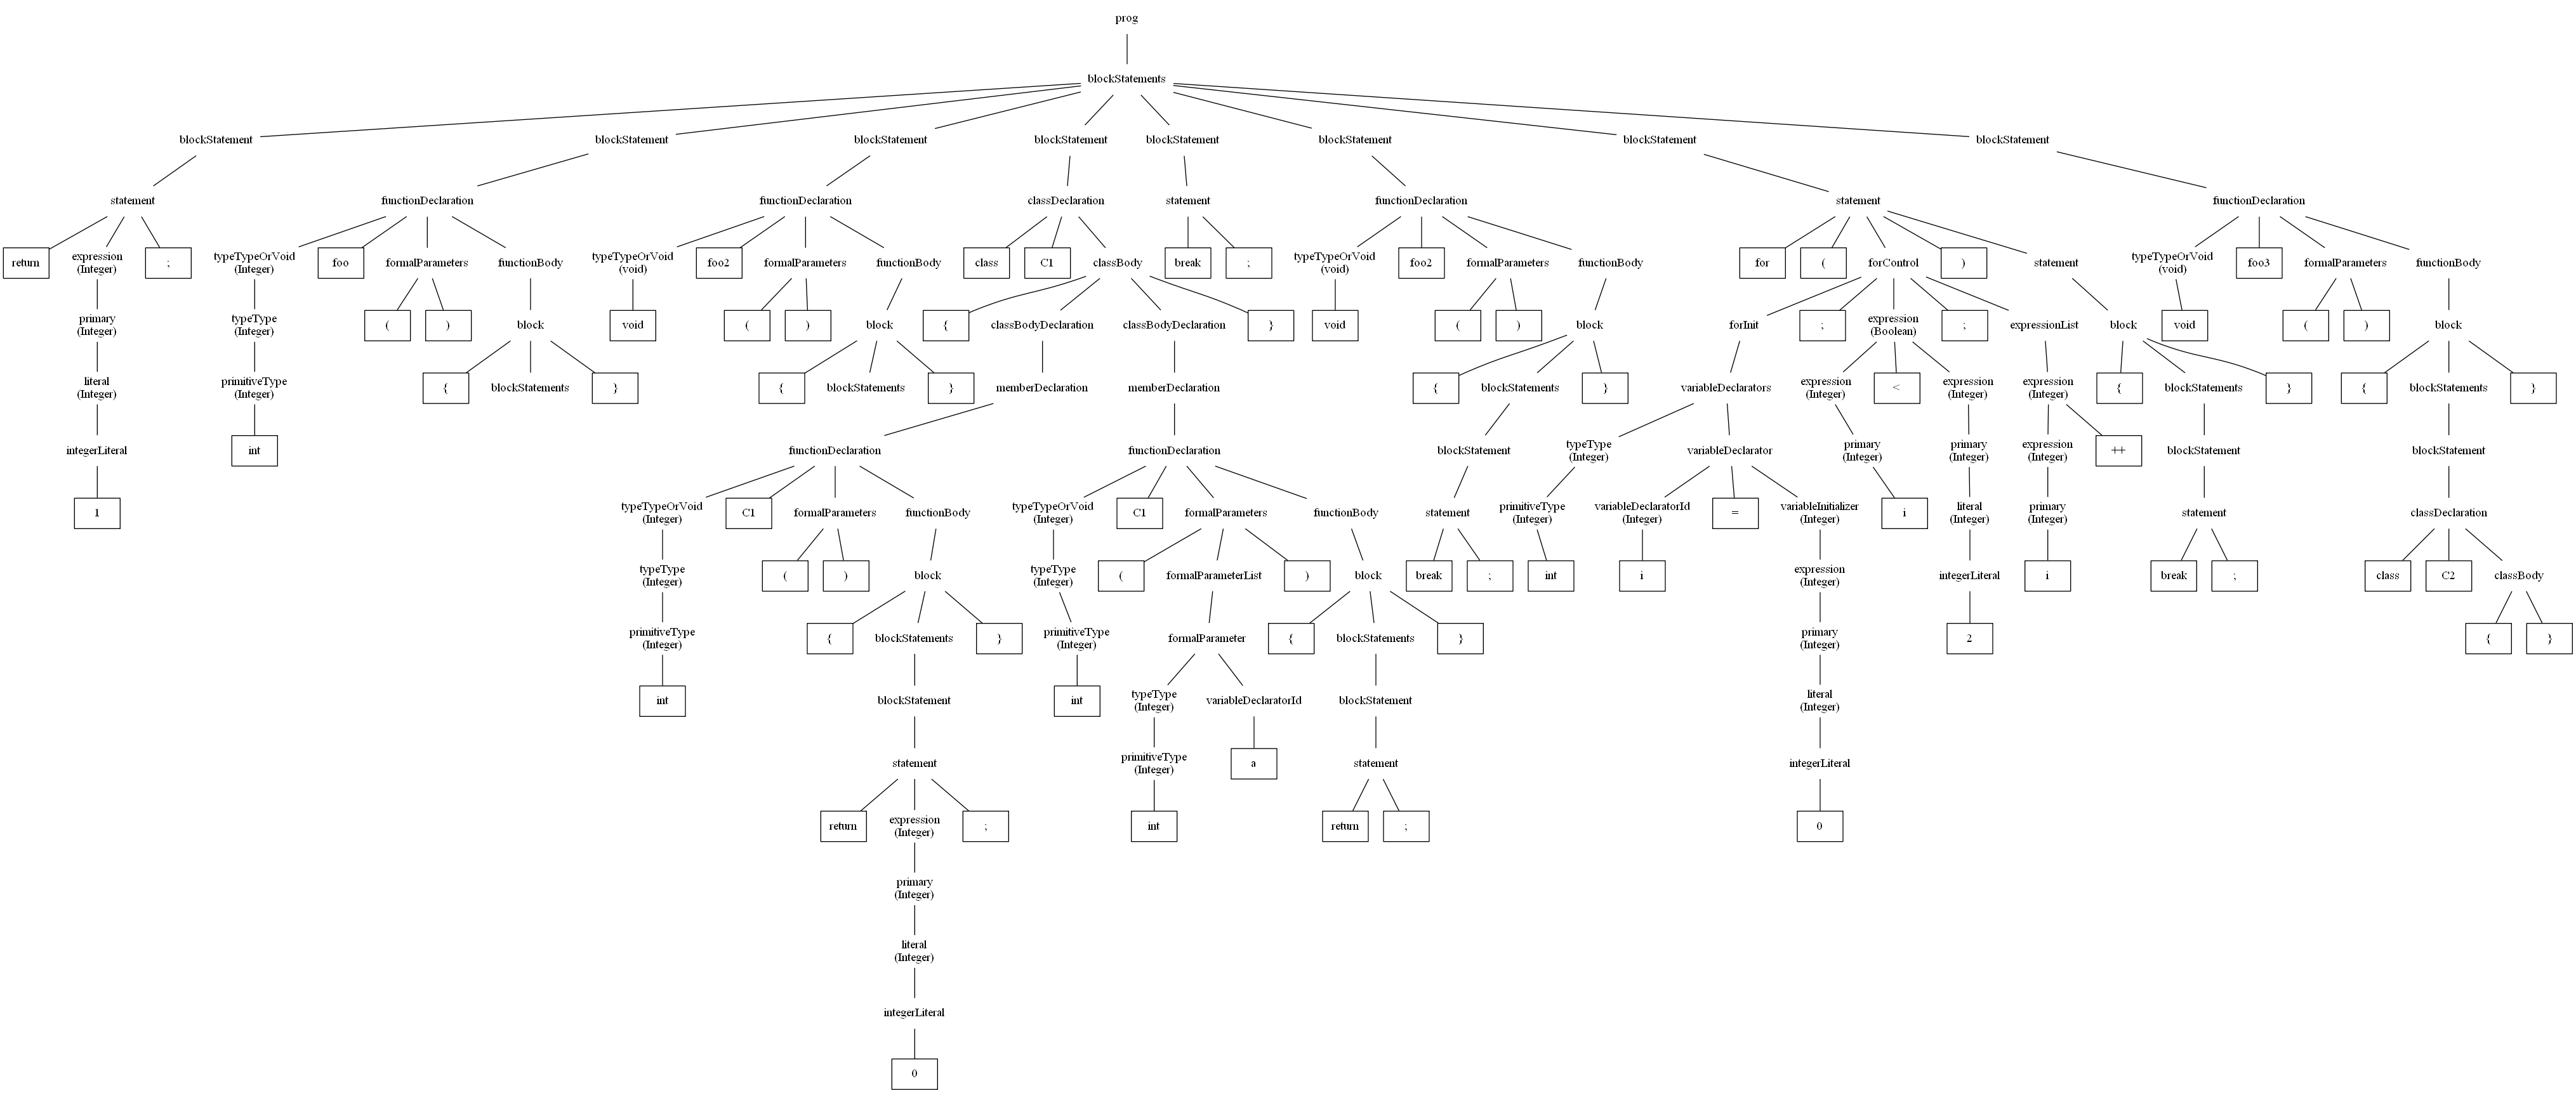 prog
blockStatements
blockStatement blockStatement blockStatement blockStatement blockStatement blockStatement blockStatement blockStatement
statement functionDeclaration functionDeclaration classDeclaration statement functionDeclaration statement functionDeclaration
return expression ; typeTypeOrVoid foo formalParameters functionBody typeTypeOrVoid foo2 formalParameters functionBody class C1 classBody break ; typeTypeOrVoid foo2 formalParameters functionBody for ( forControl ) statement typeTypeOrVoid foo3 formalParameters functionBody
(Integer) (Integer) (void) (void) (void)
primary typeType ( ) block void ( ) block { classBodyDeclaration classBodyDeclaration } void ( ) block forInit ; expression ; expressionList block void ( ) block
(Integer) (Integer) (Boolean)
literal primitiveType { blockStatements } { blockStatements } memberDeclaration memberDeclaration { blockStatements } variableDeclarators expression < expression expression { blockStatements } { blockStatements }
(Integer) (Integer) (Integer) (Integer) (Integer)
integerLiteral int functionDeclaration functionDeclaration blockStatement typeType variableDeclarator primary primary expression ++ blockStatement blockStatement
(Integer) (Integer) (Integer) (Integer)
1 typeTypeOrVoid C1 formalParameters functionBody typeTypeOrVoid C1 formalParameters functionBody statement primitiveType variableDeclaratorId = variableInitializer i literal primary statement classDeclaration
(Integer) (Integer) (Integer) (Integer) (Integer) (Integer) (Integer)
typeType ( ) block typeType ( formalParameterList ) block break ; int i expression integerLiteral i break ; class C2 classBody
(Integer) (Integer) (Integer)
primitiveType { blockStatements } primitiveType formalParameter { blockStatements } primary 2 { }
(Integer) (Integer) (Integer)
int blockStatement int typeType variableDeclaratorId blockStatement literal
(Integer) (Integer)
statement primitiveType a statement integerLiteral
(Integer)
return expression ; int return ; 0
(Integer)
primary
(Integer)
literal
(Integer)
integerLiteral
0